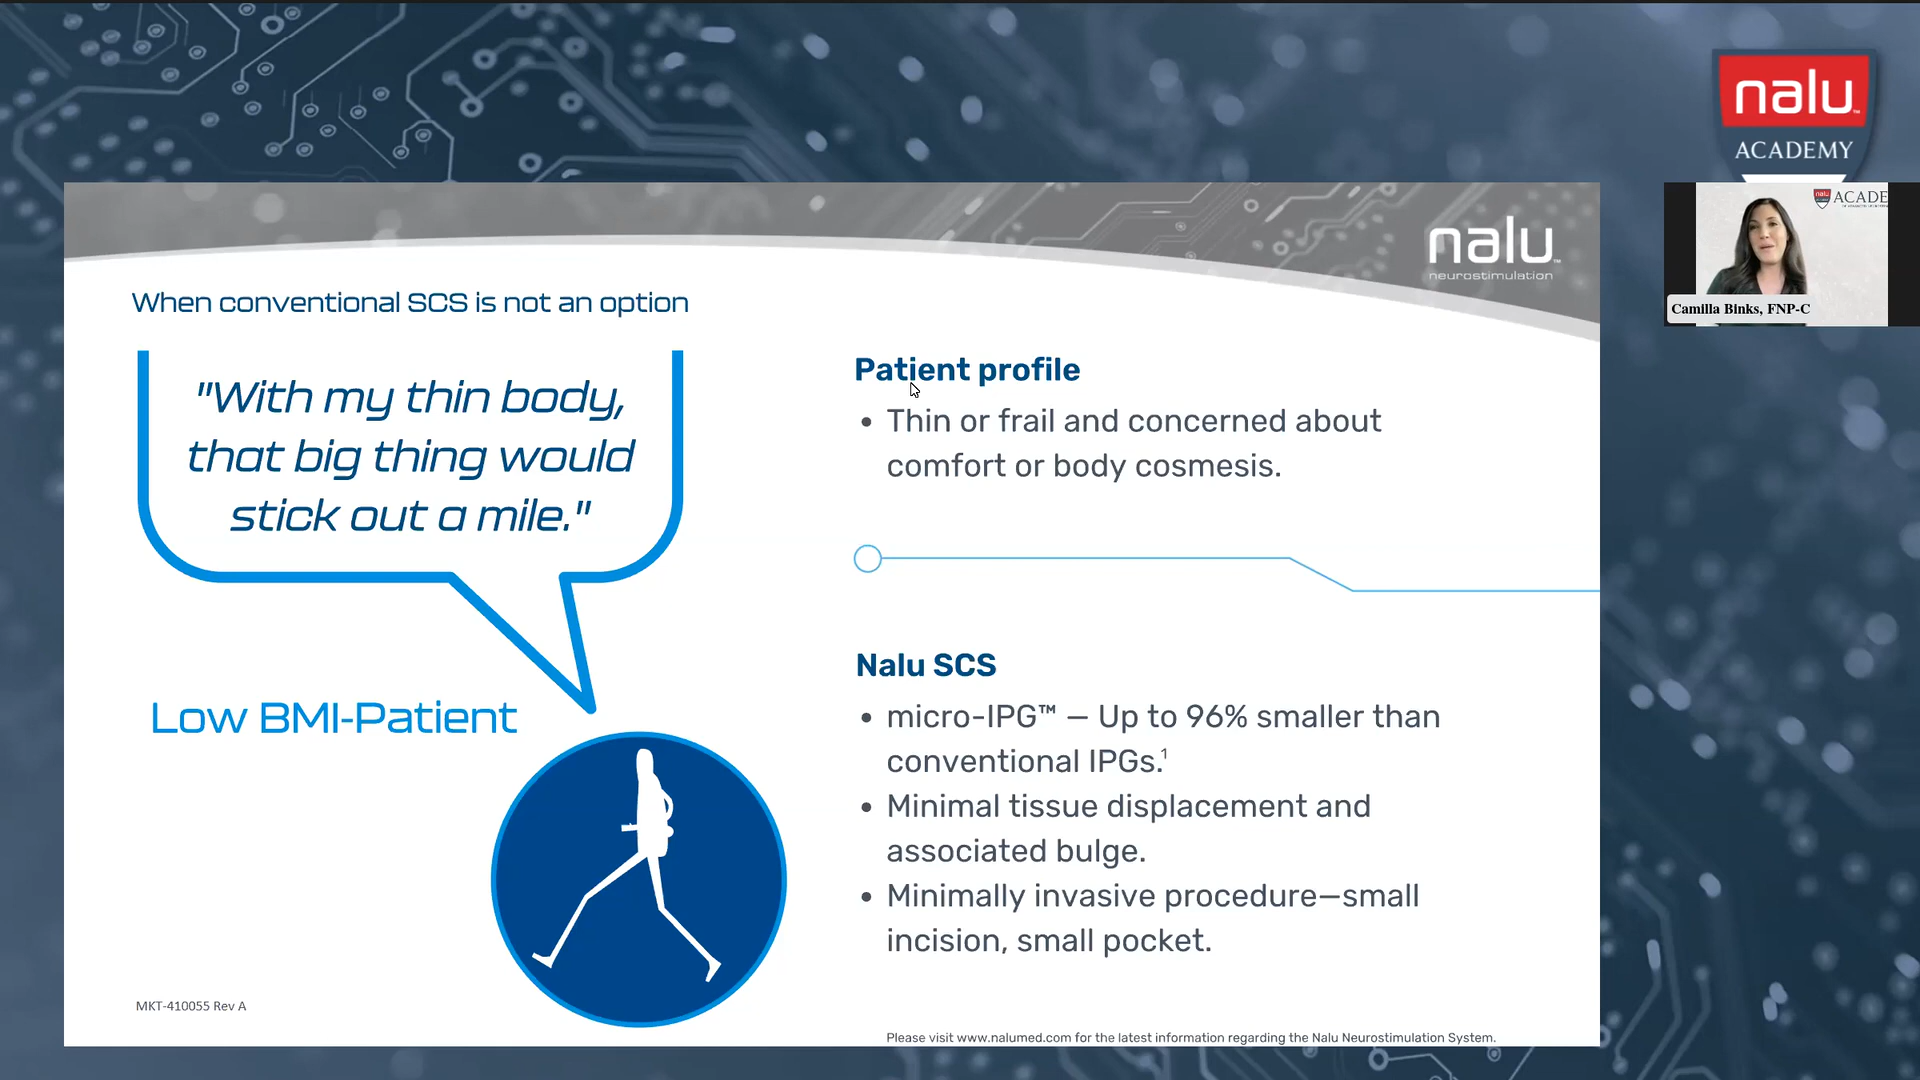 nalu™
ACADEMY
nalu™
neurostimulation
nalu ACADE
Camilla Binks, FNP-C
When conventional SCS is not an option
"With my thin body,
that big thing would
stick out a mile."
Low BMI-Patient
Patient profile
• Thin or frail and concerned about
comfort or body cosmesis.
Nalu SCS
• micro-IPG™ — Up to 96% smaller than
conventional IPGs.¹
• Minimal tissue displacement and
associated bulge.
• Minimally invasive procedure—small
incision, small pocket.
MKT-410055 Rev A
Please visit www.nalumed.com for the latest information regarding the Nalu Neurostimulation System.